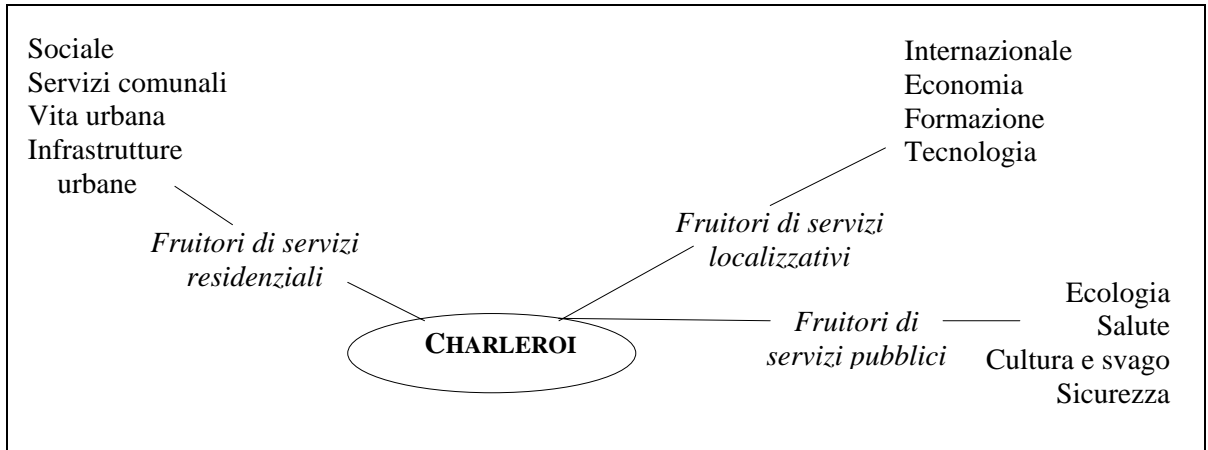 Sociale
Servizi comunali
Vita urbana
Infrastrutture
urbane
Internazionale
Economia
Formazione
Tecnologia
Fruitori di servizi
residenziali
Fruitori di servizi
localizzativi
CHARLEROI
Fruitori di
servizi pubblici
Ecologia
Salute
Cultura e svago
Sicurezza